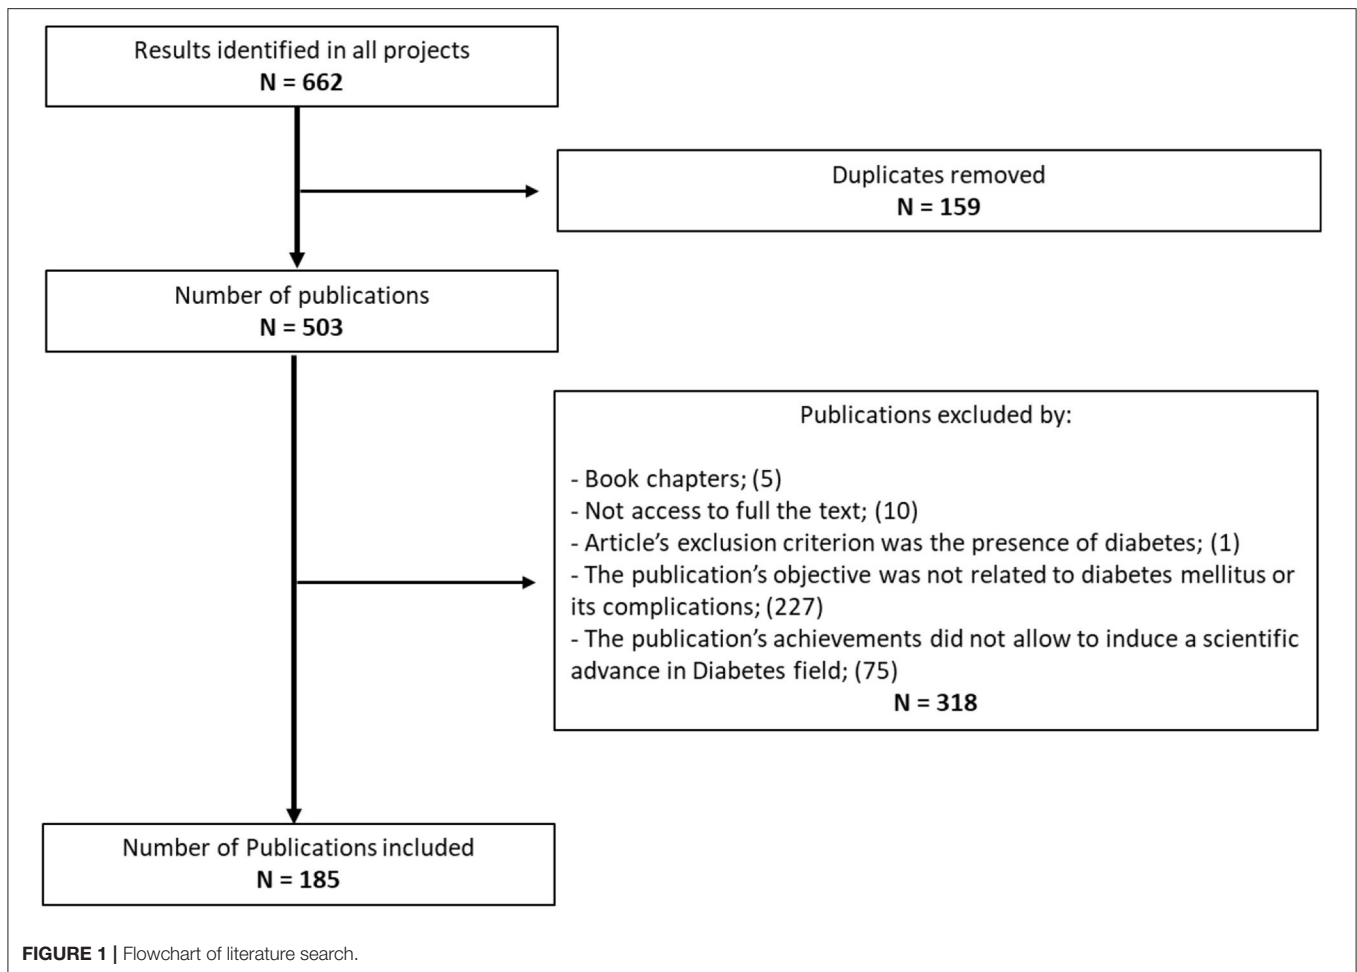 Results identified in all projects
N = 662
Duplicates removed
N = 159
Number of publications
N = 503
Publications excluded by:
- Book chapters; (5)
- Not access to full the text; (10)
- Article’s exclusion criterion was the presence of diabetes; (1)
- The publication’s objective was not related to diabetes mellitus or
its complications; (227)
- The publication’s achievements did not allow to induce a scientific
advance in Diabetes field; (75)
N = 318
Number of Publications included
N = 185
FIGURE 1 | Flowchart of literature search.